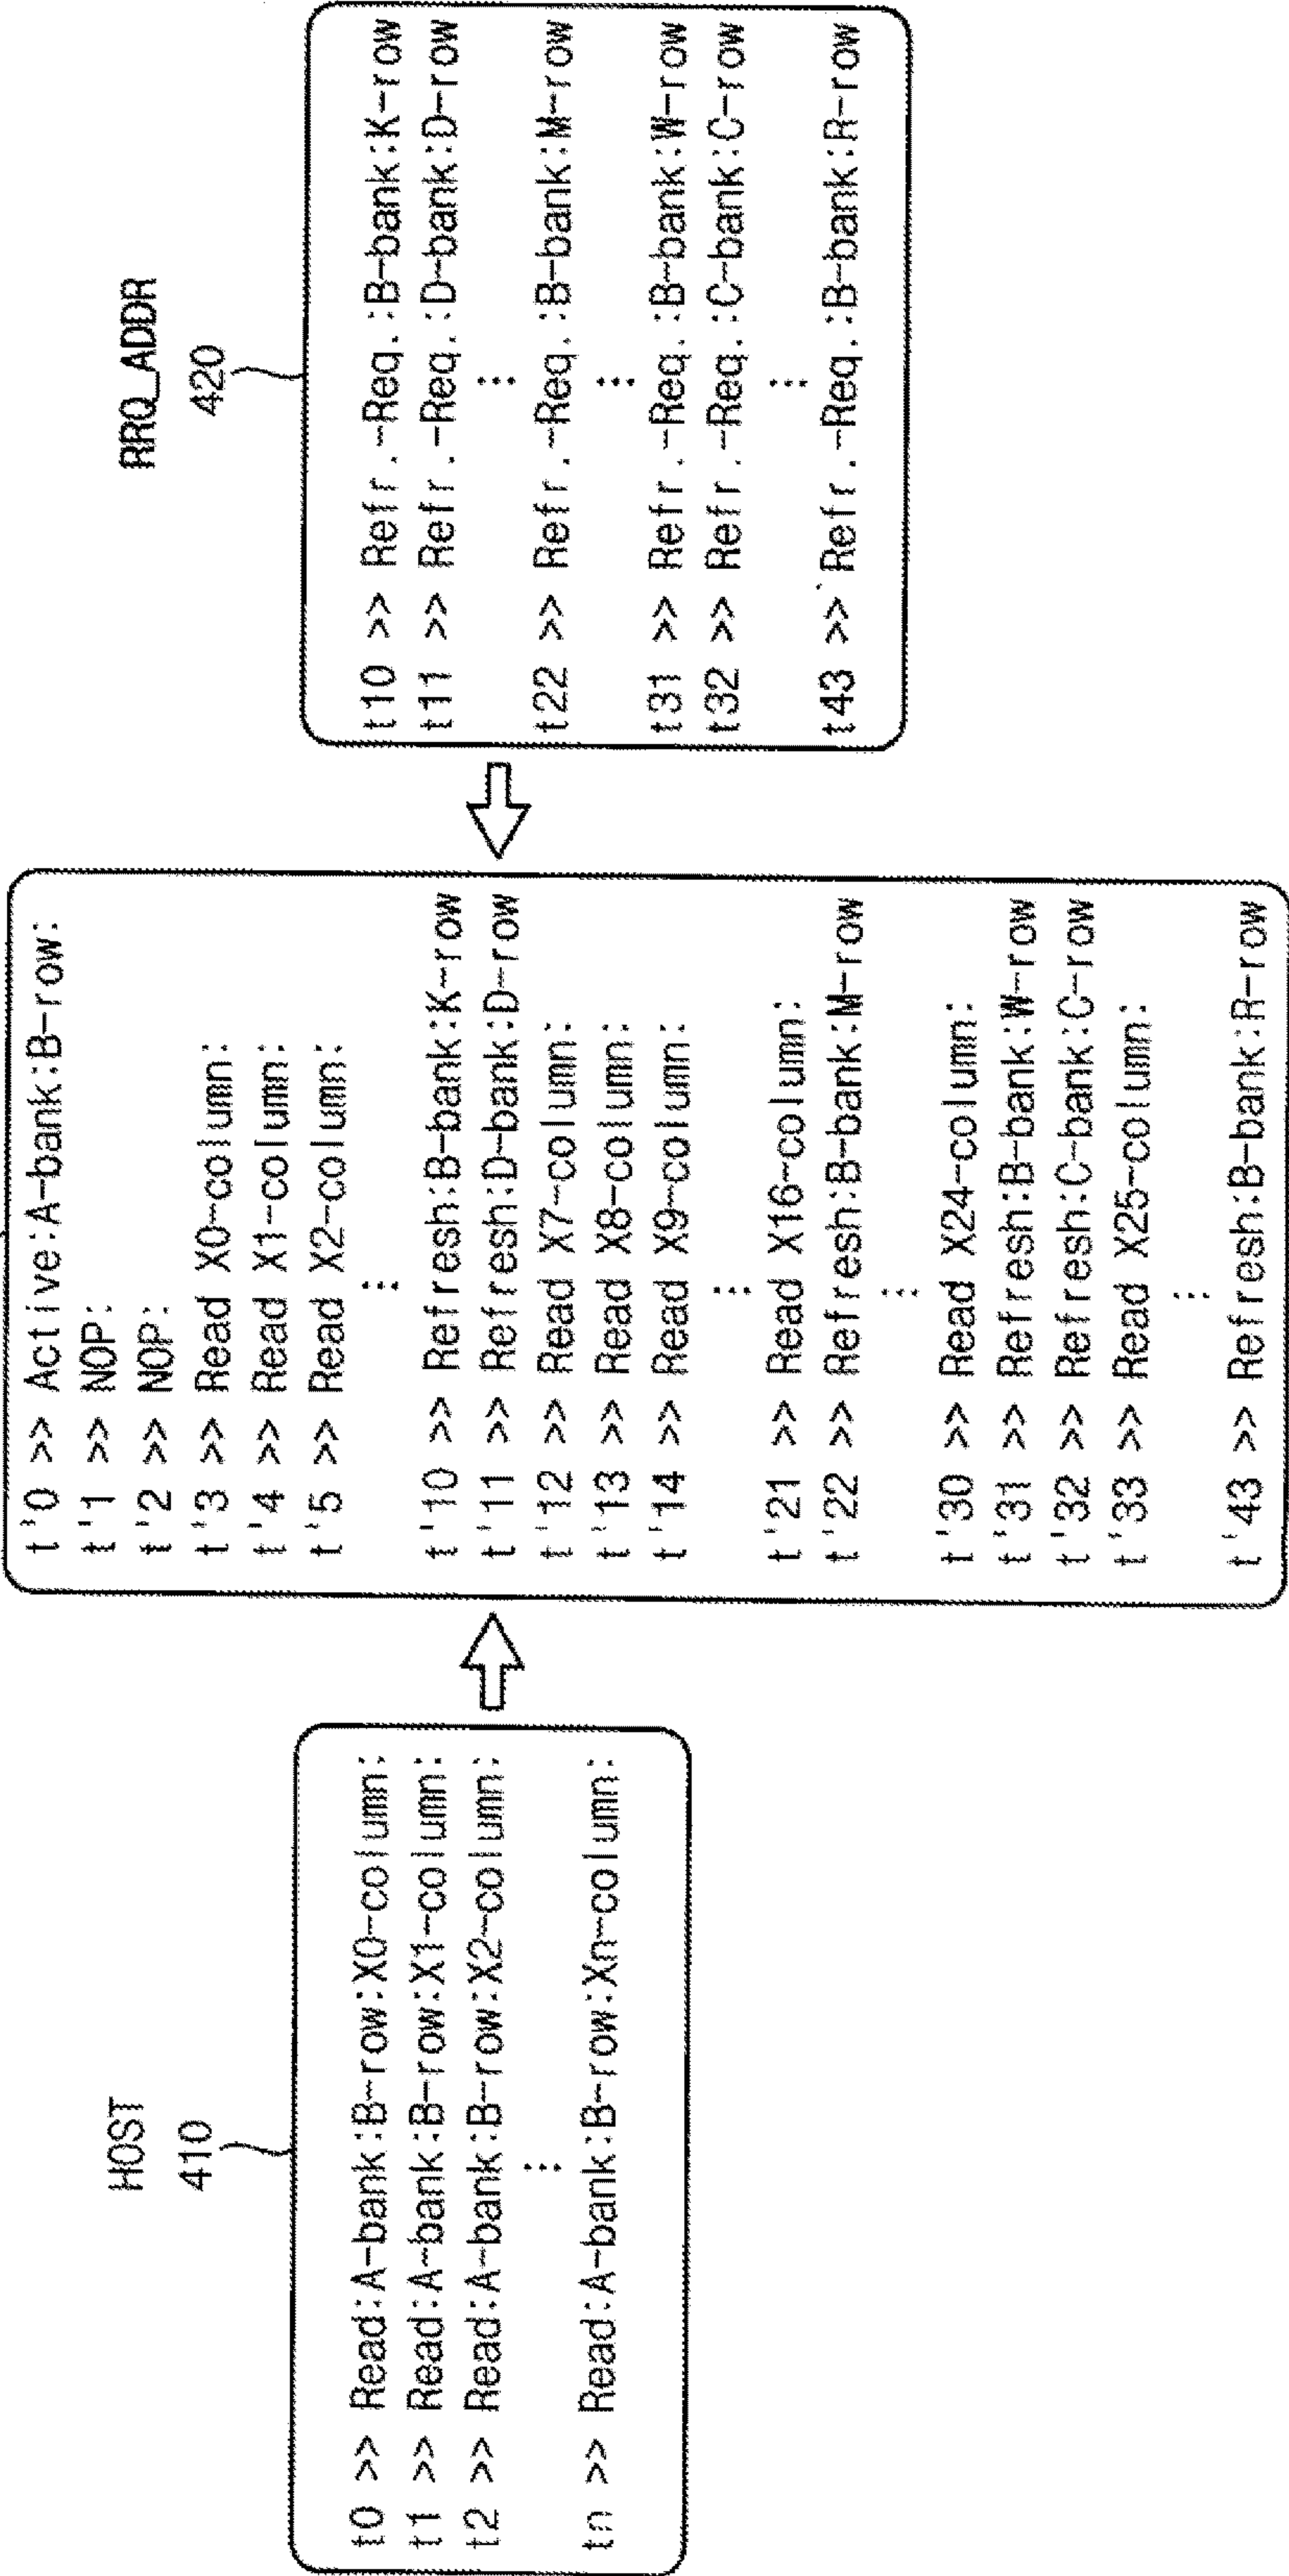 HOST
410
t0 >> Read:A-bank:B-row:X0-column:
t1 >> Read:A-bank:B-row:X1-column:
t2 >> Read:A-bank:B-row:X2-column:
⋮
tn >> Read:A-bank:B-row:Xn-column:
t'0 >> Active:A-bank:B-row:
t'1 >> NOP:
t'2 >> NOP:
t'3 >> Read X0-column:
t'4 >> Read X1-column:
t'5 >> Read X2-column:
⋮
t'10 >> Refresh:B-bank:K-row
t'11 >> Refresh:D-bank:D-row
t'12 >> Read X7-column:
t'13 >> Read X8-column:
t'14 >> Read X9-column:
⋮
t'21 >> Read X16-column:
t'22 >> Refresh:B-bank:M-row
⋮
t'30 >> Read X24-column:
t'31 >> Refresh:B-bank:W-row
t'32 >> Refresh:C-bank:C-row
t'33 >> Read X25-column:
⋮
t'43 >> Refresh:B-bank:R-row
RRQ_ADDR
420
t10 >> Refr.-Req.:B-bank:K-row
t11 >> Refr.-Req.:D-bank:D-row
⋮
t22 >> Refr.-Req.:B-bank:M-row
⋮
t31 >> Refr.-Req.:B-bank:W-row
t32 >> Refr.-Req.:C-bank:C-row
⋮
t43 >> Refr.-Req.:B-bank:R-row